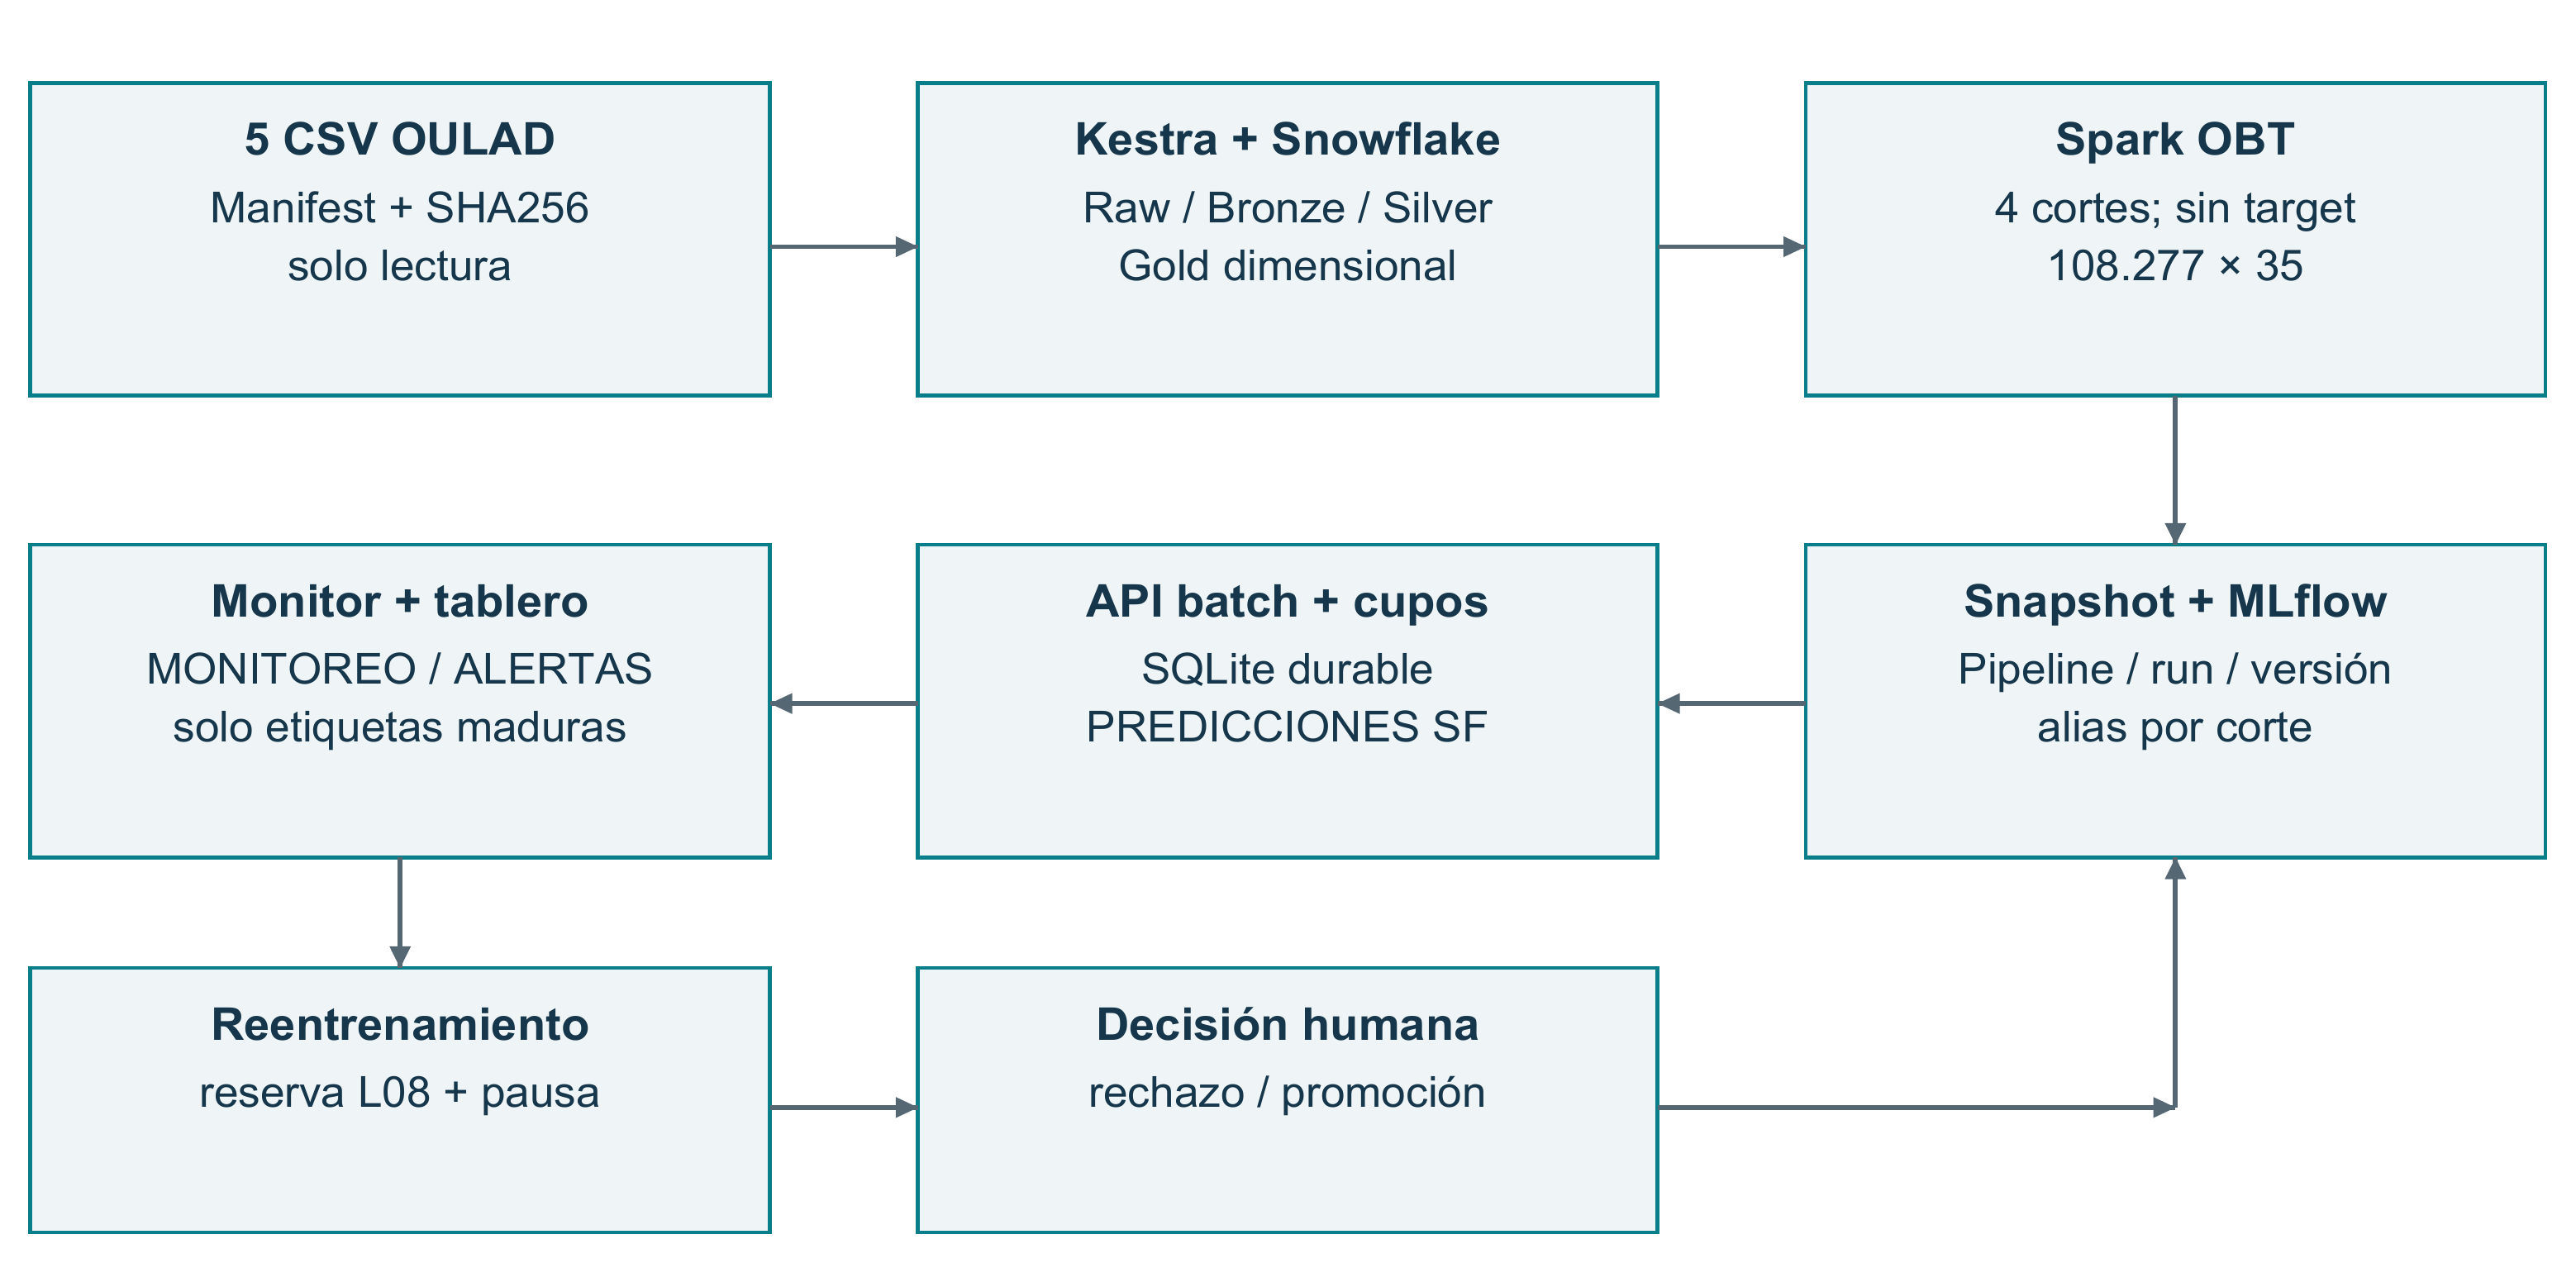 5 CSV OULAD
Manifest + SHA256
solo lectura
Kestra + Snowflake
Raw / Bronze / Silver
Gold dimensional
Spark OBT
4 cortes; sin target
108.277 × 35
Monitor + tablero
MONITOREO / ALERTAS
solo etiquetas maduras
API batch + cupos
SQLite durable
PREDICCIONES SF
Snapshot + MLflow
Pipeline / run / versión
alias por corte
Reentrenamiento
reserva L08 + pausa
Decisión humana
rechazo / promoción